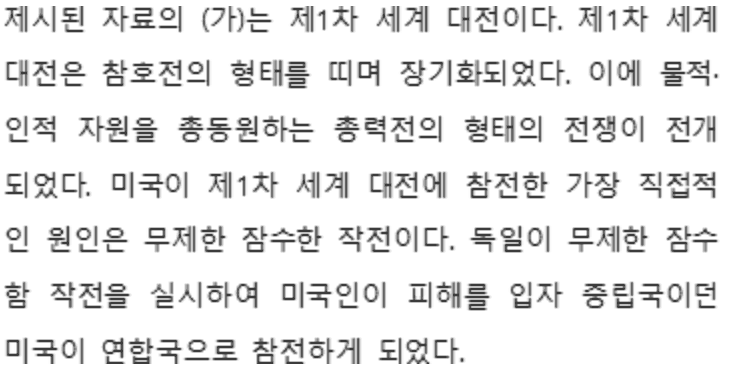 제시된 자료의 (가)는 제1차 세계 대전이다. 제1차 세계
대전은 참호전의 형태를 띠며 장기화되었다. 이에 물적·
인적 자원을 총동원하는 총력전의 형태의 전쟁이 전개
되었다. 미국이 제1차 세계 대전에 참전한 가장 직접적
인 원인은 무제한 잠수한 작전이다. 독일이 무제한 잠수
함 작전을 실시하여 미국인이 피해를 입자 중립국이던
미국이 연합국으로 참전하게 되었다.